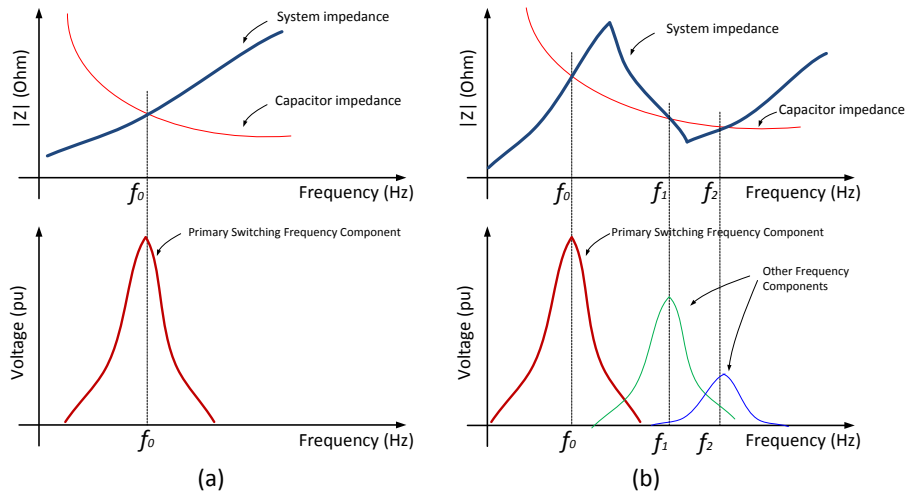 |Z| (Ohm)
System impedance
Capacitor impedance
f0
Frequency (Hz)
Voltage (pu)
Primary Switching Frequency Component
f0
Frequency (Hz)
(a)
|Z| (Ohm)
System impedance
Capacitor impedance
f0
f1
f2
Frequency (Hz)
Voltage (pu)
Primary Switching Frequency Component
Other Frequency
Components
f0
f1
f2
Frequency (Hz)
(b)